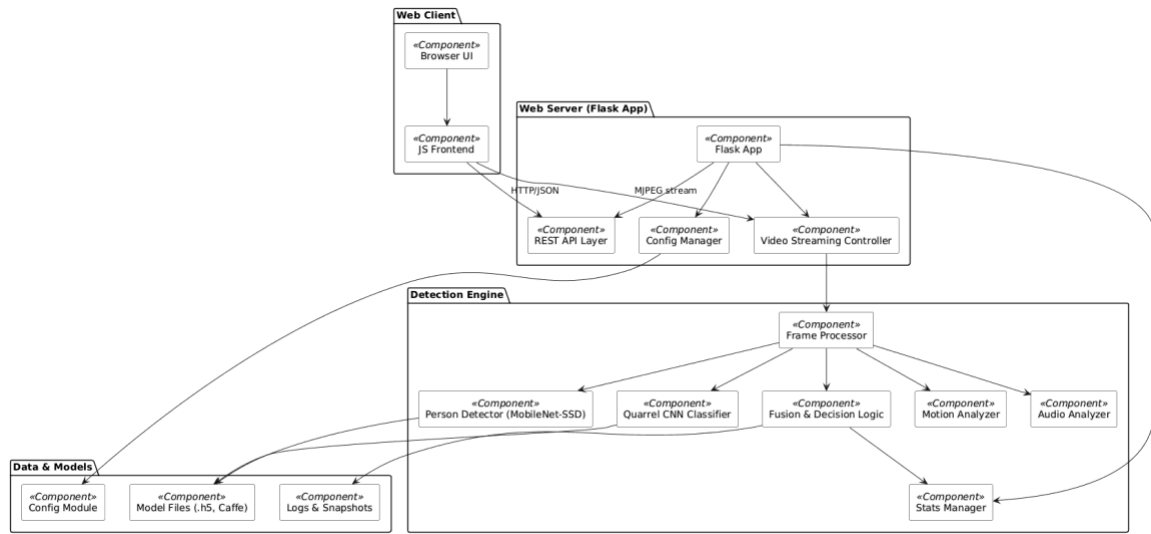 Web Client
«Component»
Browser UI
«Component»
JS Frontend
Web Server (Flask App)
«Component»
Flask App
HTTP/JSON
MJPEG stream
«Component»
REST API Layer
«Component»
Config Manager
«Component»
Video Streaming Controller
Detection Engine
«Component»
Frame Processor
«Component»
Person Detector (MobileNet-SSD)
«Component»
Quarrel CNN Classifier
«Component»
Fusion & Decision Logic
«Component»
Motion Analyzer
«Component»
Audio Analyzer
«Component»
Stats Manager
Data & Models
«Component»
Config Module
«Component»
Model Files (.h5, Caffe)
«Component»
Logs & Snapshots